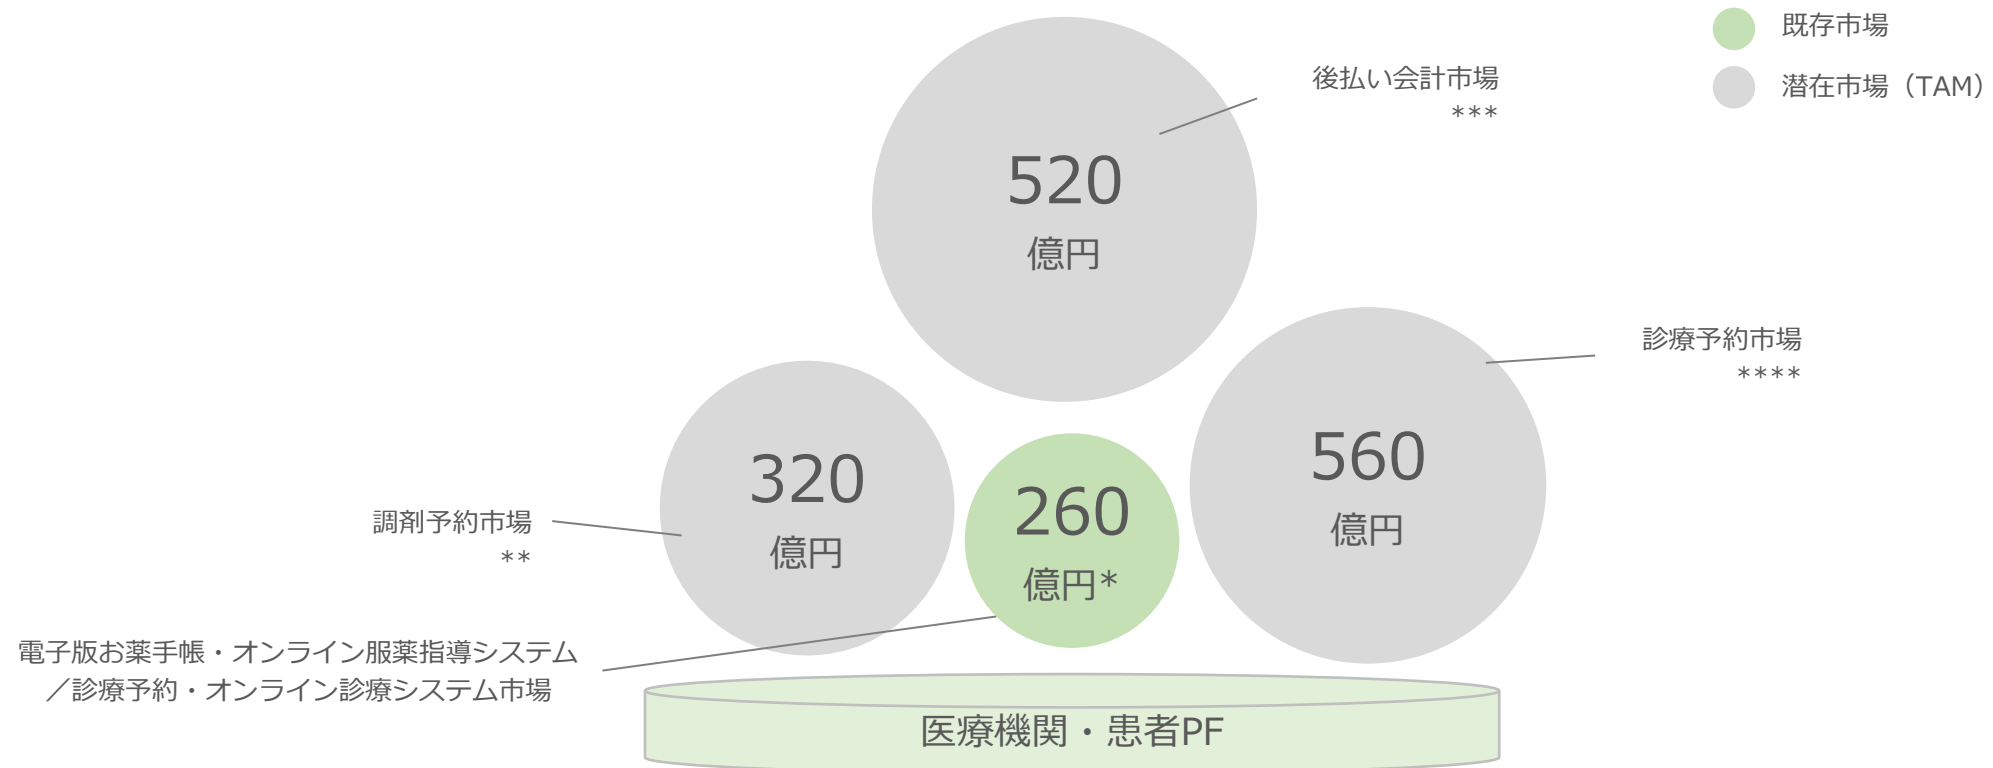 既存市場
潜在市場（TAM）
後払い会計市場
***
520
億円
診療予約市場
****
560
億円
320
億円
調剤予約市場
**
260
億円*
電子版お薬手帳・オンライン服薬指導システム
／診療予約・オンライン診療システム市場
医療機関・患者PF